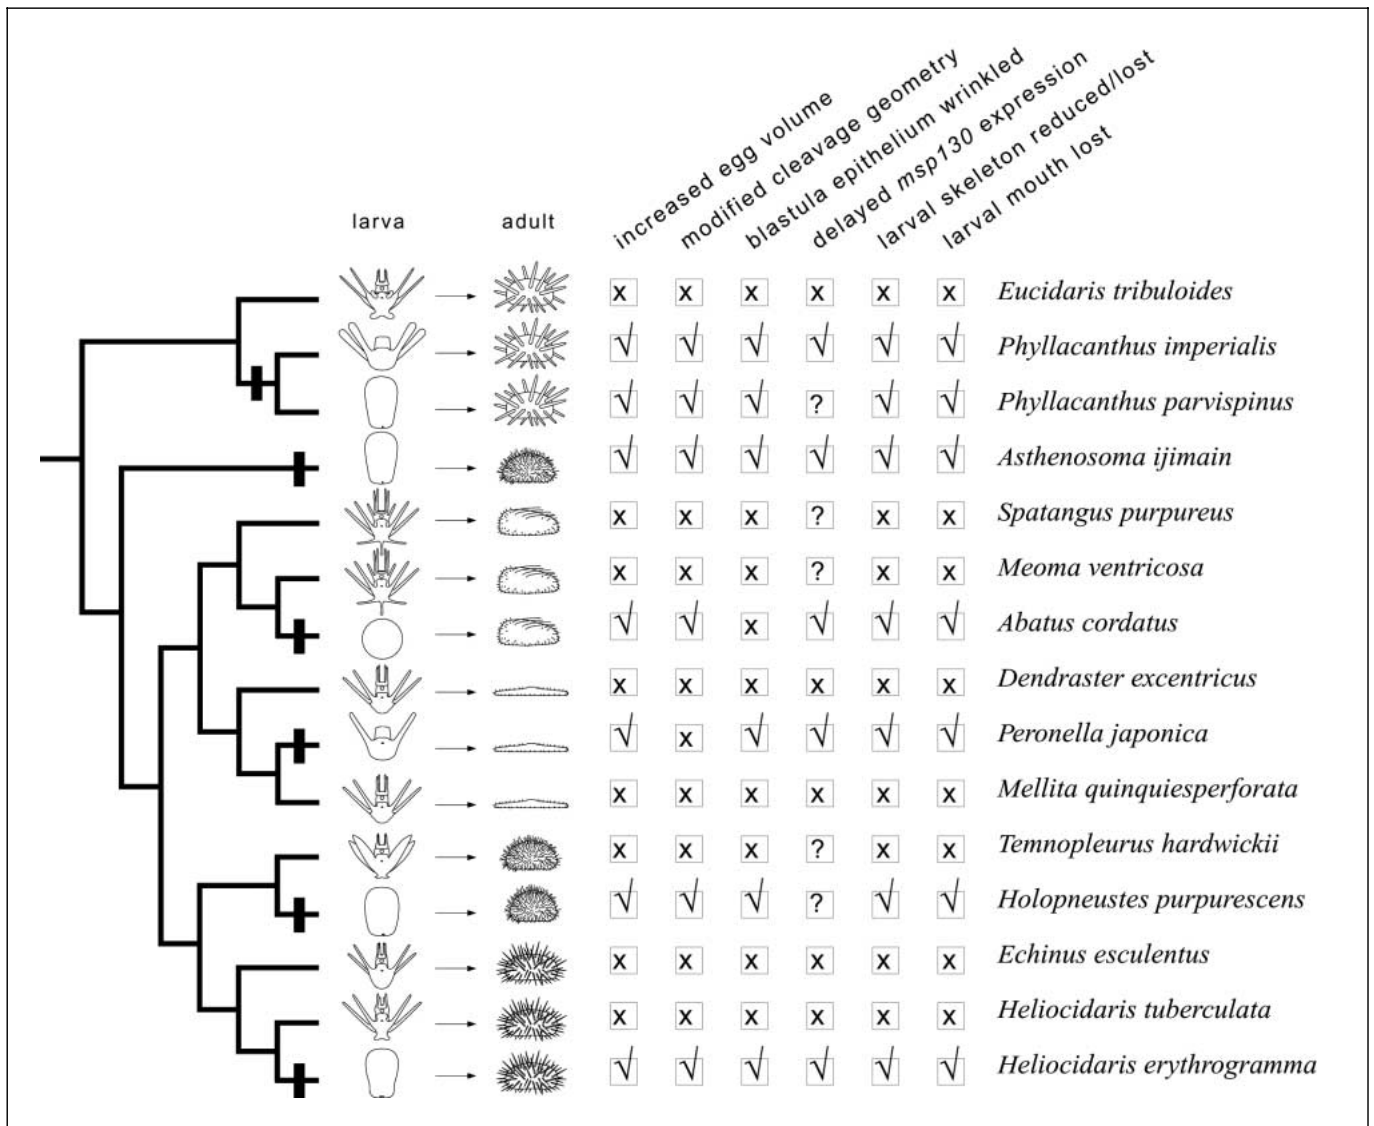 increased egg volume
modified cleavage geometry
blastula epithelium wrinkled
delayed msp130 expression
larval skeleton reduced/lost
larval mouth lost
larva adult
x x x x x x Eucidaris tribuloides
√ √ √ √ √ √ Phyllacanthus imperialis
√ √ √ ? √ √ Phyllacanthus parvispinus
√ √ √ √ √ √ Asthenosoma ijimain
x x x ? x x Spatangus purpureus
x x x ? x x Meoma ventricosa
√ √ x √ √ √ Abatus cordatus
x x x x x x Dendraster excentricus
√ x √ √ √ √ Peronella japonica
x x x x x x Mellita quinquiesperforata
x x x ? x x Temnopleurus hardwickii
√ √ √ ? √ √ Holopneustes purpurescens
x x x x x x Echinus esculentus
x x x x x x Heliocidaris tuberculata
√ √ √ √ √ √ Heliocidaris erythrogramma